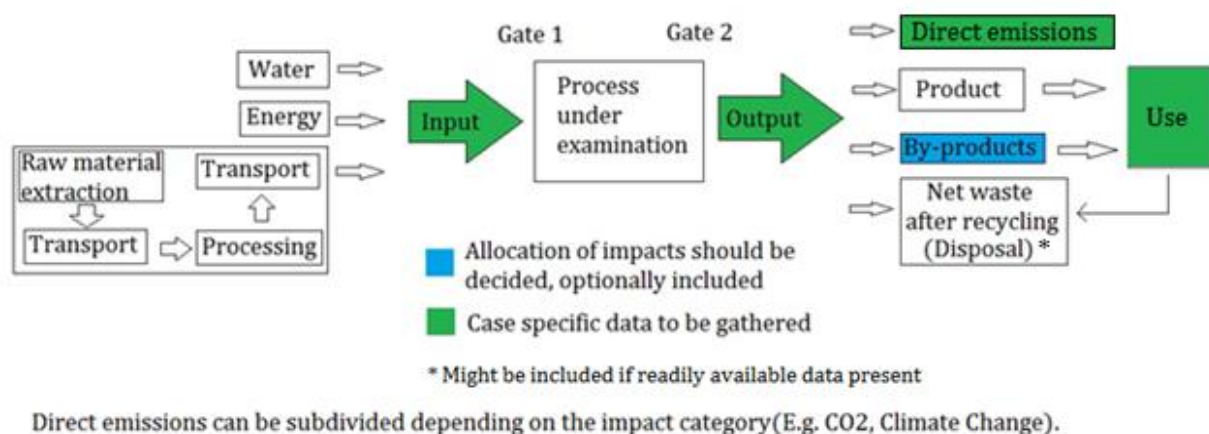 Gate 1
Gate 2
Water
Energy
Raw material
extraction
Transport
Transport
Processing
Input
Process
under
examination
Output
Direct emissions
Product
By-products
Net waste
after recycling
(Disposal) *
Use
Allocation of impacts should be
decided, optionally included
Case specific data to be gathered
* Might be included if readily available data present
Direct emissions can be subdivided depending on the impact category(E.g. CO2, Climate Change).